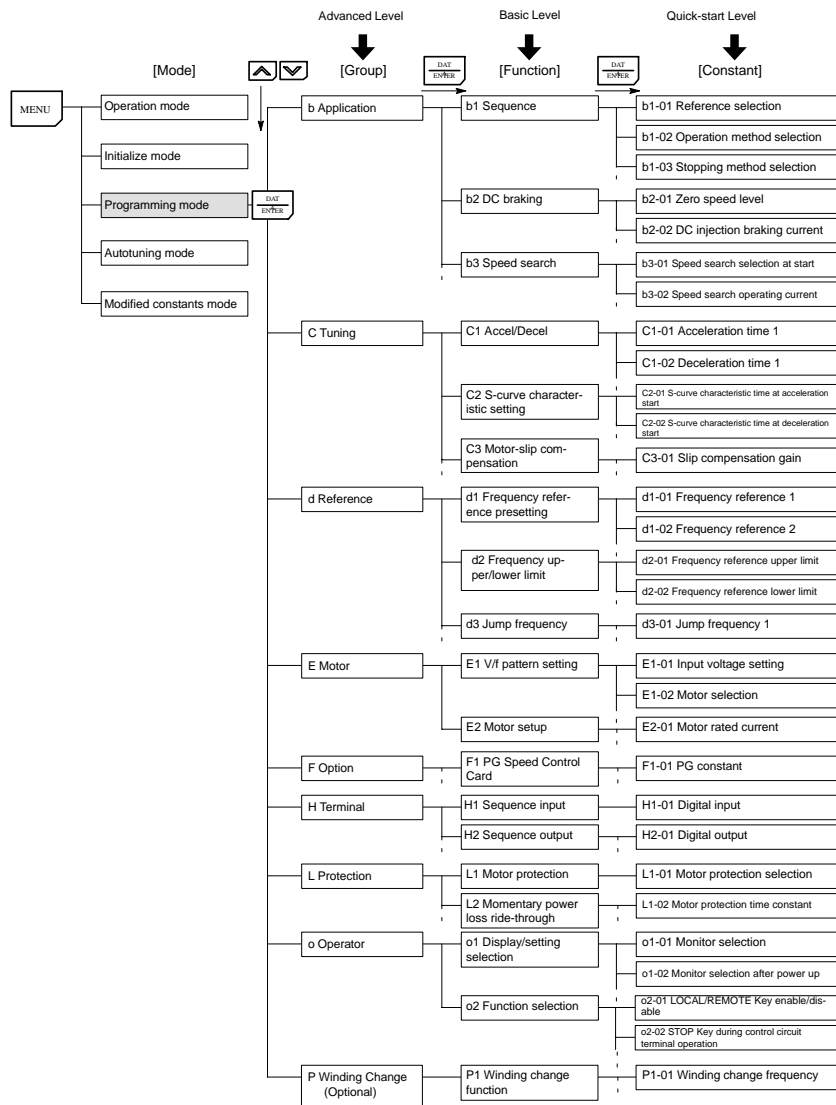 Advanced Level
Basic Level
Quick-start Level
[Mode]
[Group]
DAT
ENTER
[Function]
DAT
ENTER
[Constant]
MENU
Operation mode
Initialize mode
Programming mode
DAT
ENTER
Autotuning mode
Modified constants mode
b Application
b1 Sequence
b1-01 Reference selection
b1-02 Operation method selection
b1-03 Stopping method selection
b2 DC braking
b2-01 Zero speed level
b2-02 DC injection braking current
b3 Speed search
b3-01 Speed search selection at start
b3-02 Speed search operating current
C Tuning
C1 Accel/Decel
C1-01 Acceleration time 1
C1-02 Deceleration time 1
C2 S-curve character-
istic setting
C2-01 S-curve characteristic time at acceleration
start
C2-02 S-curve characteristic time at deceleration
start
C3 Motor-slip com-
pensation
C3-01 Slip compensation gain
d Reference
d1 Frequency refer-
ence presetting
d1-01 Frequency reference 1
d1-02 Frequency reference 2
d2 Frequency up-
per/lower limit
d2-01 Frequency reference upper limit
d2-02 Frequency reference lower limit
d3 Jump frequency
d3-01 Jump frequency 1
E Motor
E1 V/f pattern setting
E1-01 Input voltage setting
E1-02 Motor selection
E2 Motor setup
E2-01 Motor rated current
F Option
F1 PG Speed Control
Card
F1-01 PG constant
H Terminal
H1 Sequence input
H1-01 Digital input
H2 Sequence output
H2-01 Digital output
L Protection
L1 Motor protection
L1-01 Motor protection selection
L2 Momentary power
loss ride-through
L1-02 Motor protection time constant
o Operator
o1 Display/setting
selection
o1-01 Monitor selection
o1-02 Monitor selection after power up
o2 Function selection
o2-01 LOCAL/REMOTE Key enable/dis-
able
o2-02 STOP Key during control circuit
terminal operation
P Winding Change
(Optional)
P1 Winding change
function
P1-01 Winding change frequency